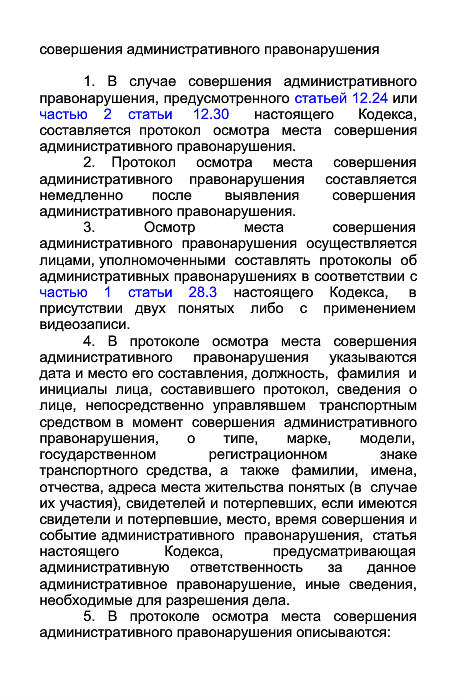 совершения административного правонарушения
1. В случае совершения административного
правонарушения, предусмотренного статьей 12.24 или
частью 2 статьи 12.30 настоящего Кодекса,
составляется протокол осмотра места совершения
административного правонарушения.
2. Протокол осмотра места совершения
административного правонарушения составляется
немедленно после выявления совершения
административного правонарушения.
3. Осмотр места совершения
административного правонарушения осуществляется
лицами, уполномоченными составлять протоколы об
административных правонарушениях в соответствии с
частью 1 статьи 28.3 настоящего Кодекса, в
присутствии двух понятых либо с применением
видеозаписи.
4. В протоколе осмотра места совершения
административного правонарушения указываются
дата и место его составления, должность, фамилия и
инициалы лица, составившего протокол, сведения о
лице, непосредственно управлявшем транспортным
средством в момент совершения административного
правонарушения, о типе, марке, модели,
государственном регистрационном знаке
транспортного средства, а также фамилии, имена,
отчества, адреса места жительства понятых (в случае
их участия), свидетелей и потерпевших, если имеются
свидетели и потерпевшие, место, время совершения и
событие административного правонарушения, статья
настоящего Кодекса, предусматривающая
административную ответственность за данное
административное правонарушение, иные сведения,
необходимые для разрешения дела.
5. В протоколе осмотра места совершения
административного правонарушения описываются: